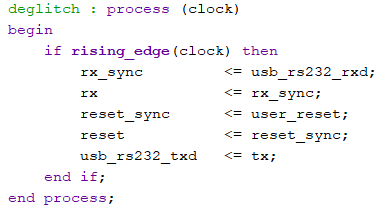 deglitch : process (clock)
begin
    if rising_edge(clock) then
        rx_sync         <= usb_rs232_rxd;
        rx              <= rx_sync;
        reset_sync      <= user_reset;
        reset           <= reset_sync;
        usb_rs232_txd   <= tx;
    end if;
end process;